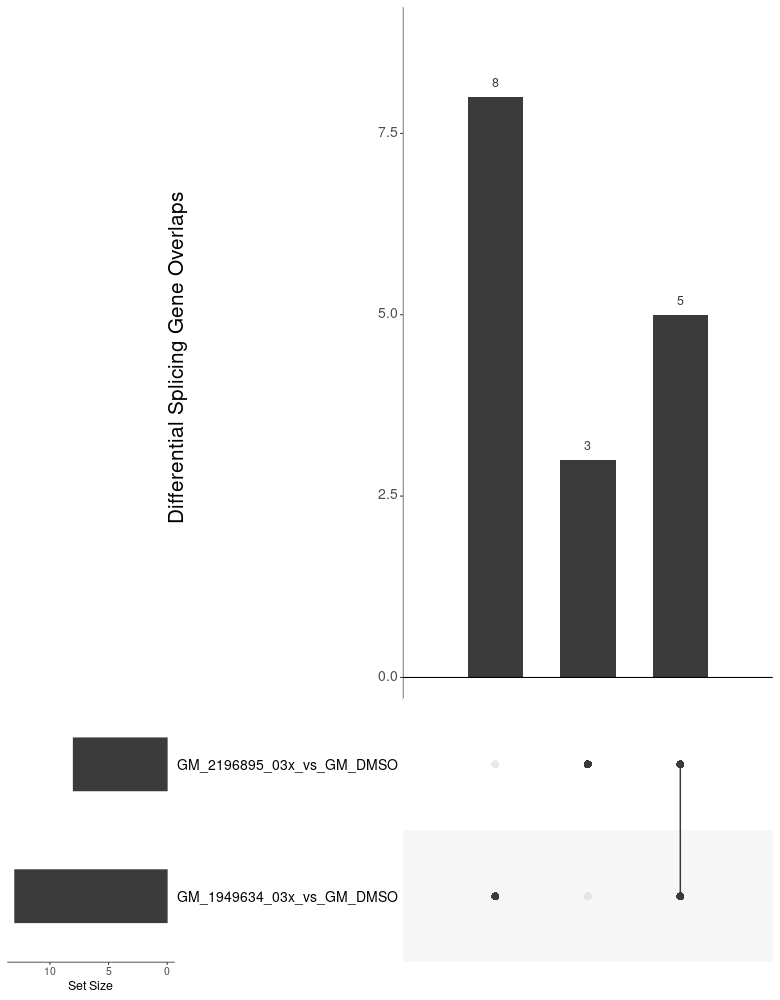 8
7.5
5
5.0
3
2.5
0.0
Differential Splicing Gene Overlaps
GM_2196895_03x_vs_GM_DMSO
GM_1949634_03x_vs_GM_DMSO
10 5 0
Set Size